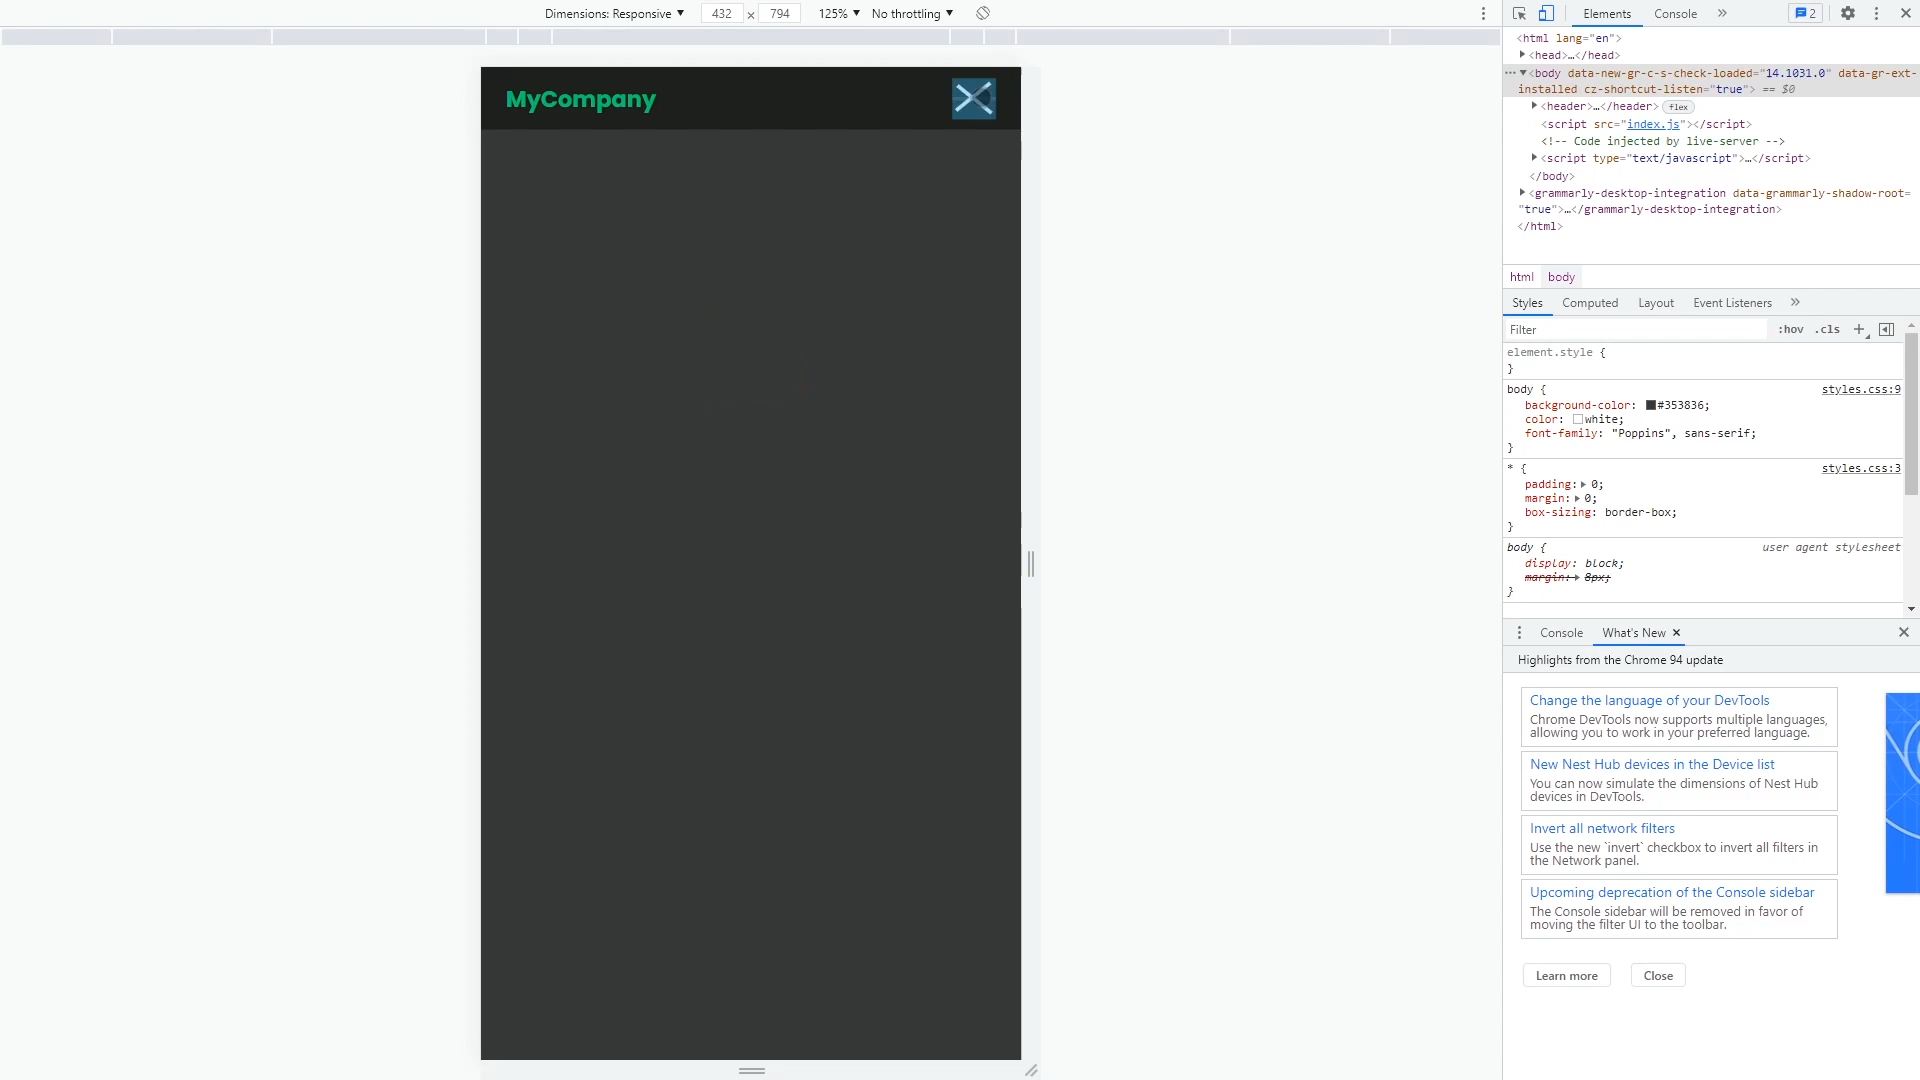 Dimensions: Responsive ▼ 432 x 794 125% ▼ No throttling ▼
Elements Console » 2
<html lang="en">
<head>…</head>
<body data-new-gr-c-s-check-loaded="14.1031.0" data-gr-ext-
installed cz-shortcut-listen="true"> == $0
<header>…</header> flex
<script src="index.js"></script>
<!-- Code injected by live-server -->
<script type="text/javascript">…</script>
</body>
<grammarly-desktop-integration data-grammarly-shadow-root=
"true">…</grammarly-desktop-integration>
</html>
MyCompany
html body
Styles Computed Layout Event Listeners »
Filter :hov .cls +
element.style {
}
body { styles.css:9
background-color: #353836;
color: white;
font-family: "Poppins", sans-serif;
}
* { styles.css:3
padding: 0;
margin: 0;
box-sizing: border-box;
}
body { user agent stylesheet
display: block;
margin: 8px;
}
Console What's New ×
Highlights from the Chrome 94 update
Change the language of your DevTools
Chrome DevTools now supports multiple languages,
allowing you to work in your preferred language.
New Nest Hub devices in the Device list
You can now simulate the dimensions of Nest Hub
devices in DevTools.
Invert all network filters
Use the new `invert` checkbox to invert all filters in
the Network panel.
Upcoming deprecation of the Console sidebar
The Console sidebar will be removed in favor of
moving the filter UI to the toolbar.
Learn more Close